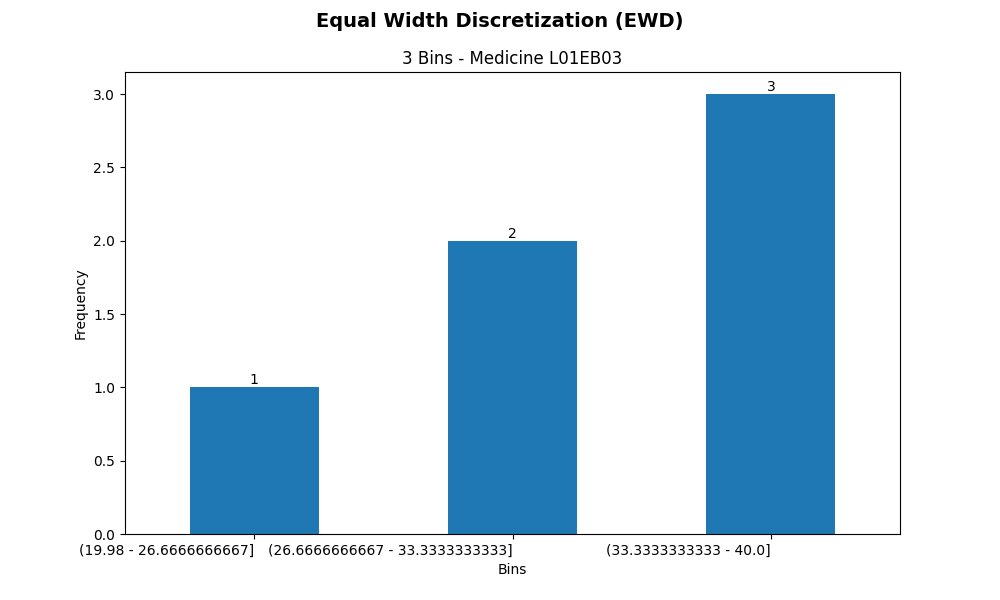 Equal Width Discretization (EWD)
3 Bins - Medicine L01EB03
3.0
2.5
2.0
1.5
1.0
0.5
0.0
Frequency
1
2
3
(19.98 - 26.6666666667]
(26.6666666667 - 33.3333333333]
(33.3333333333 - 40.0]
Bins